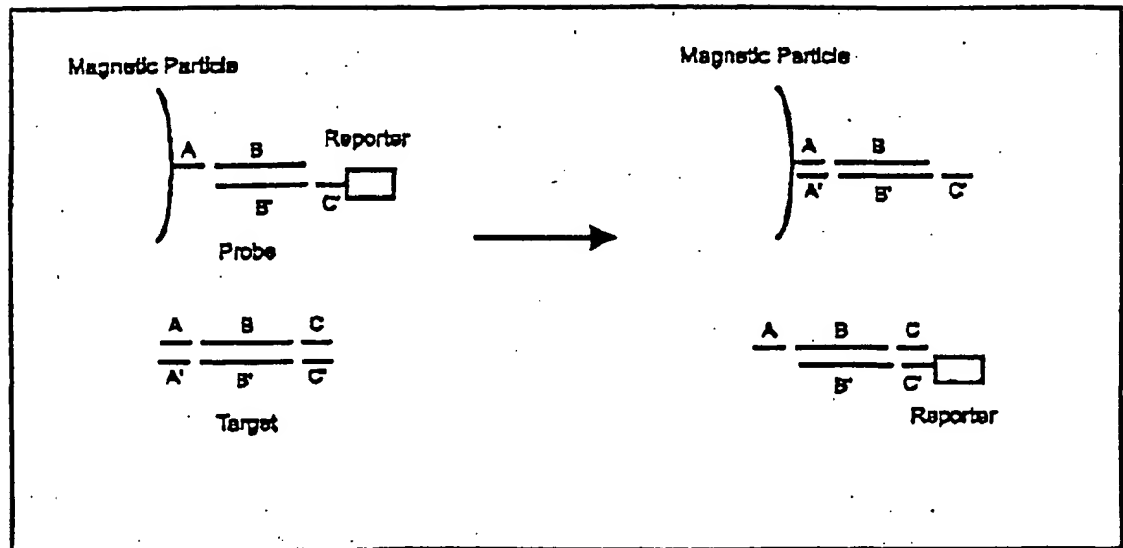 Magnetic Particle
A B Reporter
B' C'
Probe
A B C
A' B' C'
Target
Magnetic Particle
A B
A' B' C'
A B C
B' C'
Reporter